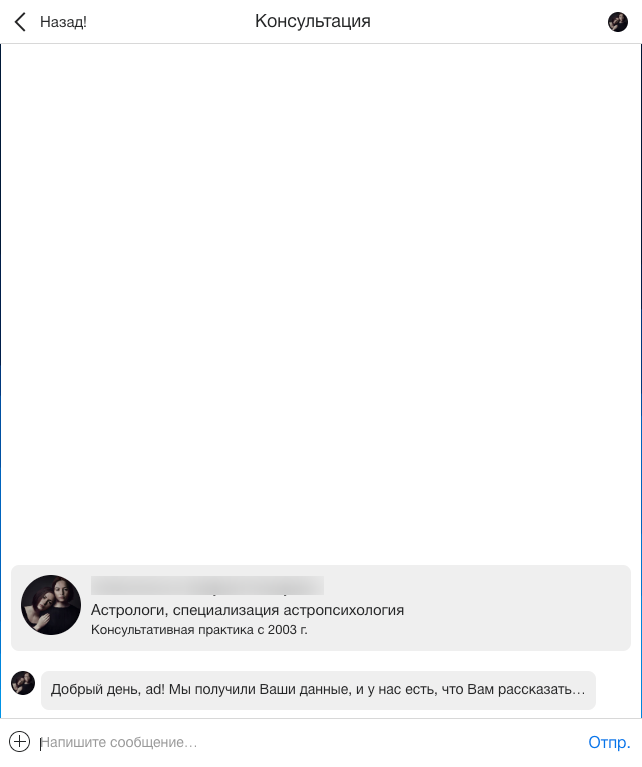 Назад!
Консультация
Астрологи, специализация астропсихология
Консультативная практика с 2003 г.
Добрый день, ad! Мы получили Ваши данные, и у нас есть, что Вам рассказать…
Напишите сообщение…
Отпр.